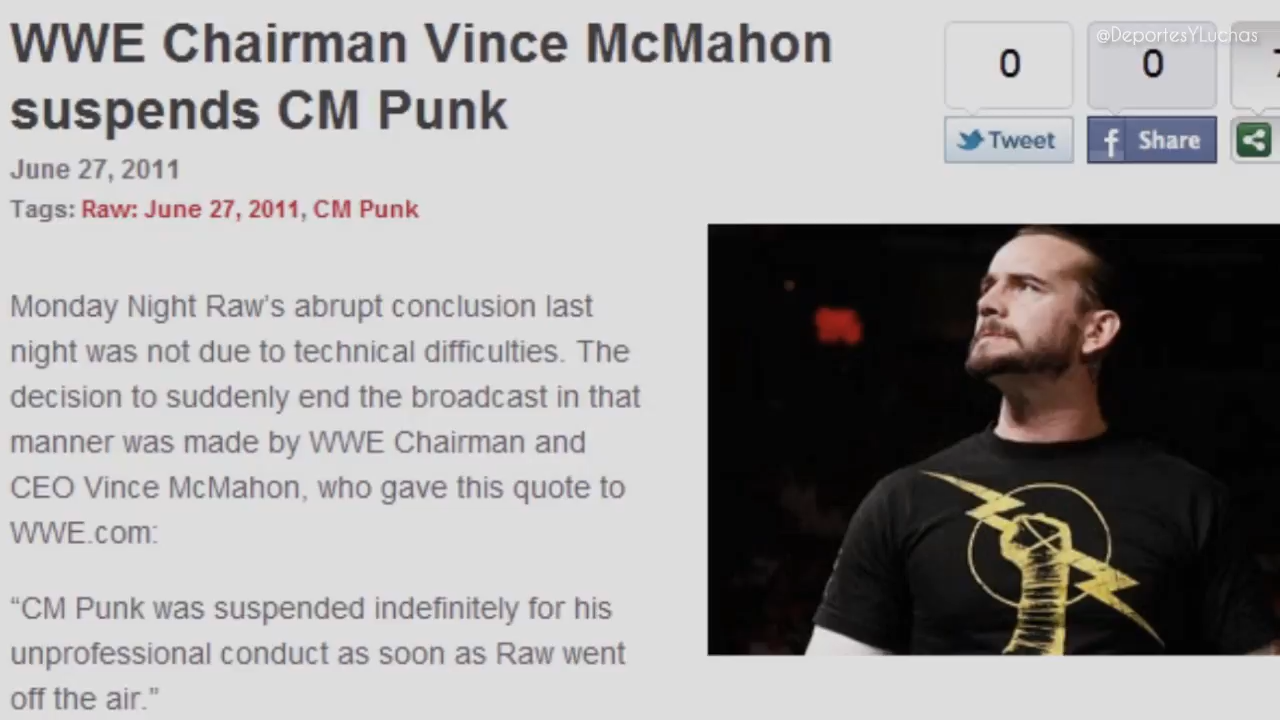 WWE Chairman Vince McMahon
suspends CM Punk
June 27, 2011
Tags: Raw: June 27, 2011, CM Punk
Monday Night Raw's abrupt conclusion last
night was not due to technical difficulties. The
decision to suddenly end the broadcast in that
manner was made by WWE Chairman and
CEO Vince McMahon, who gave this quote to
WWE.com:
“CM Punk was suspended indefinitely for his
unprofessional conduct as soon as Raw went
off the air.”
@DeportesYLuchas
0 0
Tweet Share